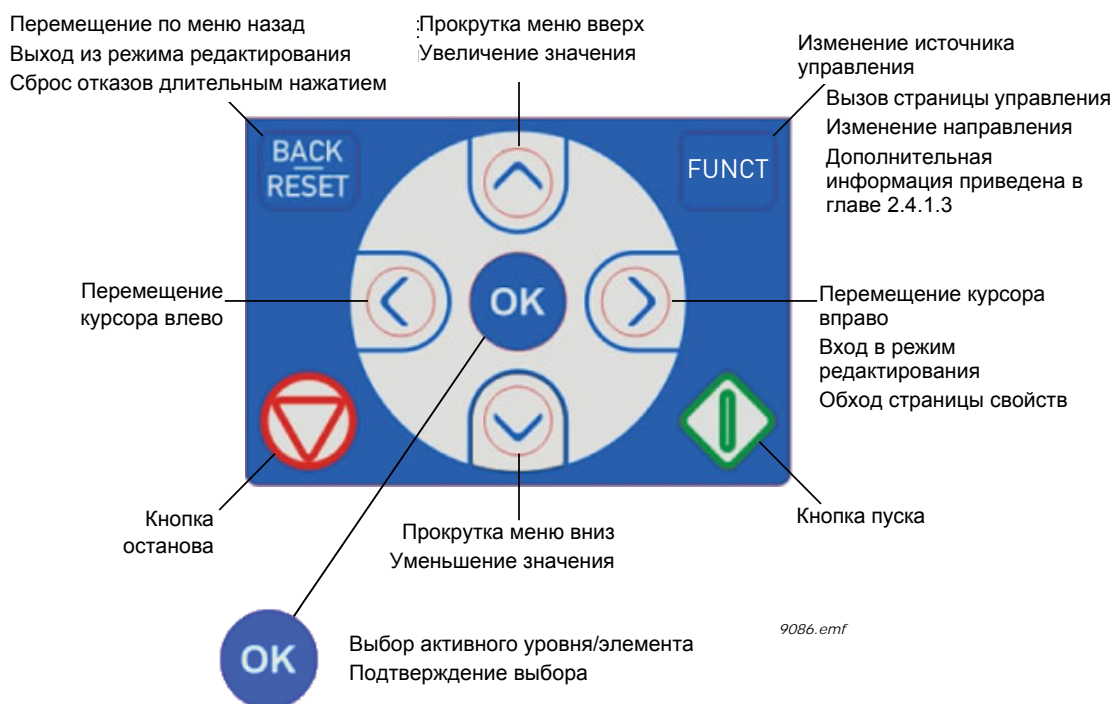 Перемещение по меню назад
Выход из режима редактирования
Сброс отказов длительным нажатием
Прокрутка меню вверх
Увеличение значения
Изменение источника
управления
Вызов страницы управления
Изменение направления
Дополнительная
информация приведена в
главе 2.4.1.3
BACK
RESET
FUNCT
Перемещение
курсора влево
OK
Перемещение курсора
вправо
Вход в режим
редактирования
Обход страницы свойств
Кнопка
останова
Прокрутка меню вниз
Уменьшение значения
Кнопка пуска
OK
Выбор активного уровня/элемента
Подтверждение выбора
9086.emf